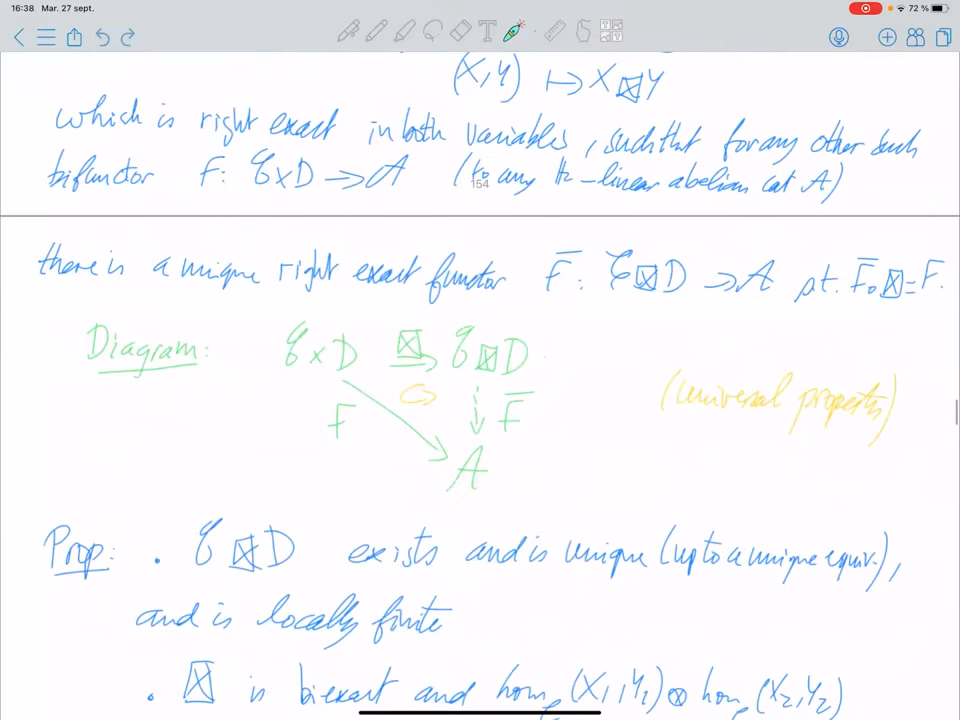 16:38 Mar. 27 sept. 72 %
(X,Y) ↦ X⊠Y
which is right exact in both variables, such that for any other such
bifunctor F: C×D → A (to any 𝕜-linear abelian cat A)
154
there is a unique right exact functor F̄ : C⊠D → A s.t. F̄∘⊠=F.
Diagram: C×D ⊠→ C⊠D
(universal property)
F F̄
A
Prop: . C⊠D exists and is unique (up to a unique equiv.),
and is locally finite
. ⊠ is biexact and hom_C(X₁,Y₁)⊗hom_C(X₂,Y₂)